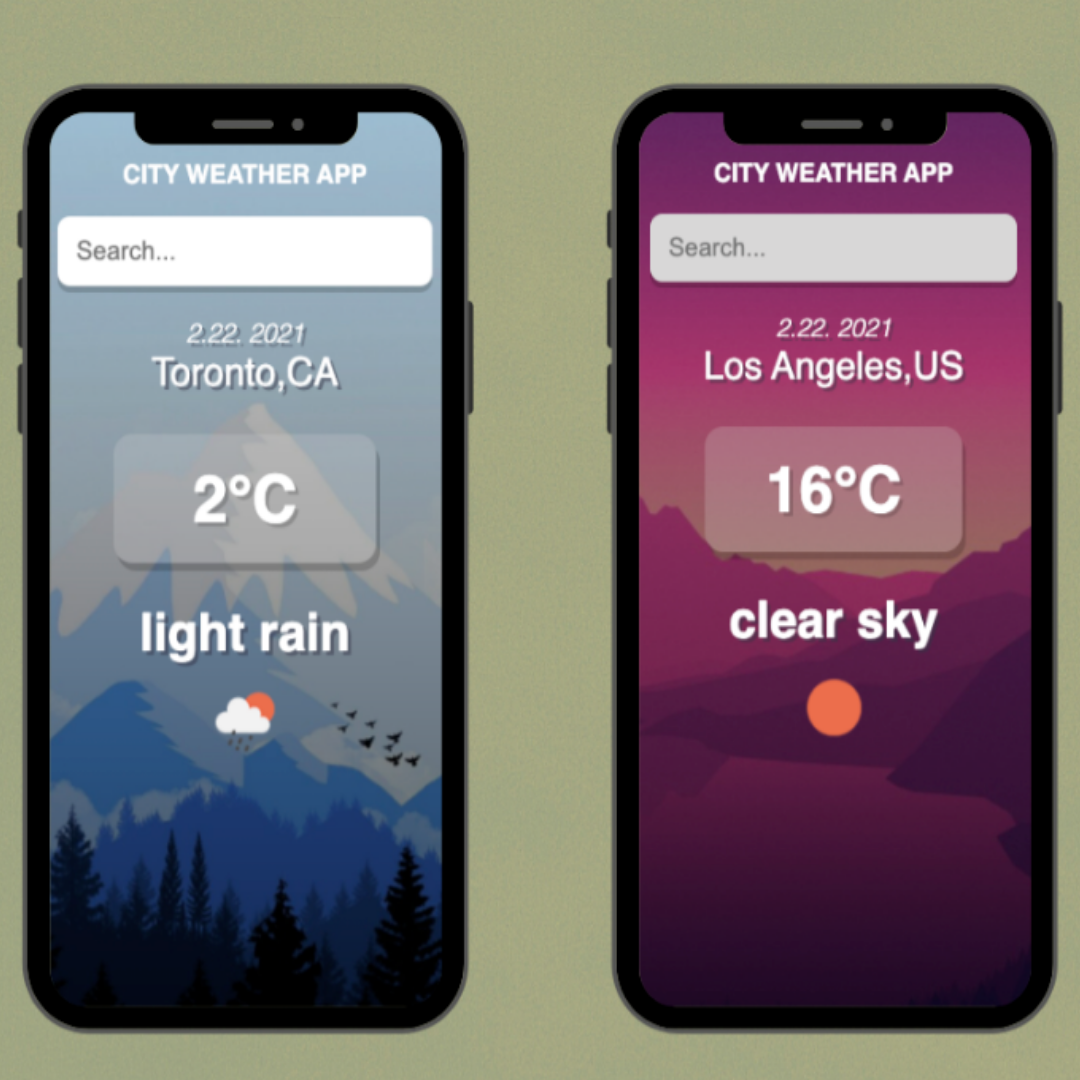 CITY WEATHER APP
Search...
2.22. 2021
Toronto,CA
2°C
light rain
CITY WEATHER APP
Search...
2.22. 2021
Los Angeles,US
16°C
clear sky